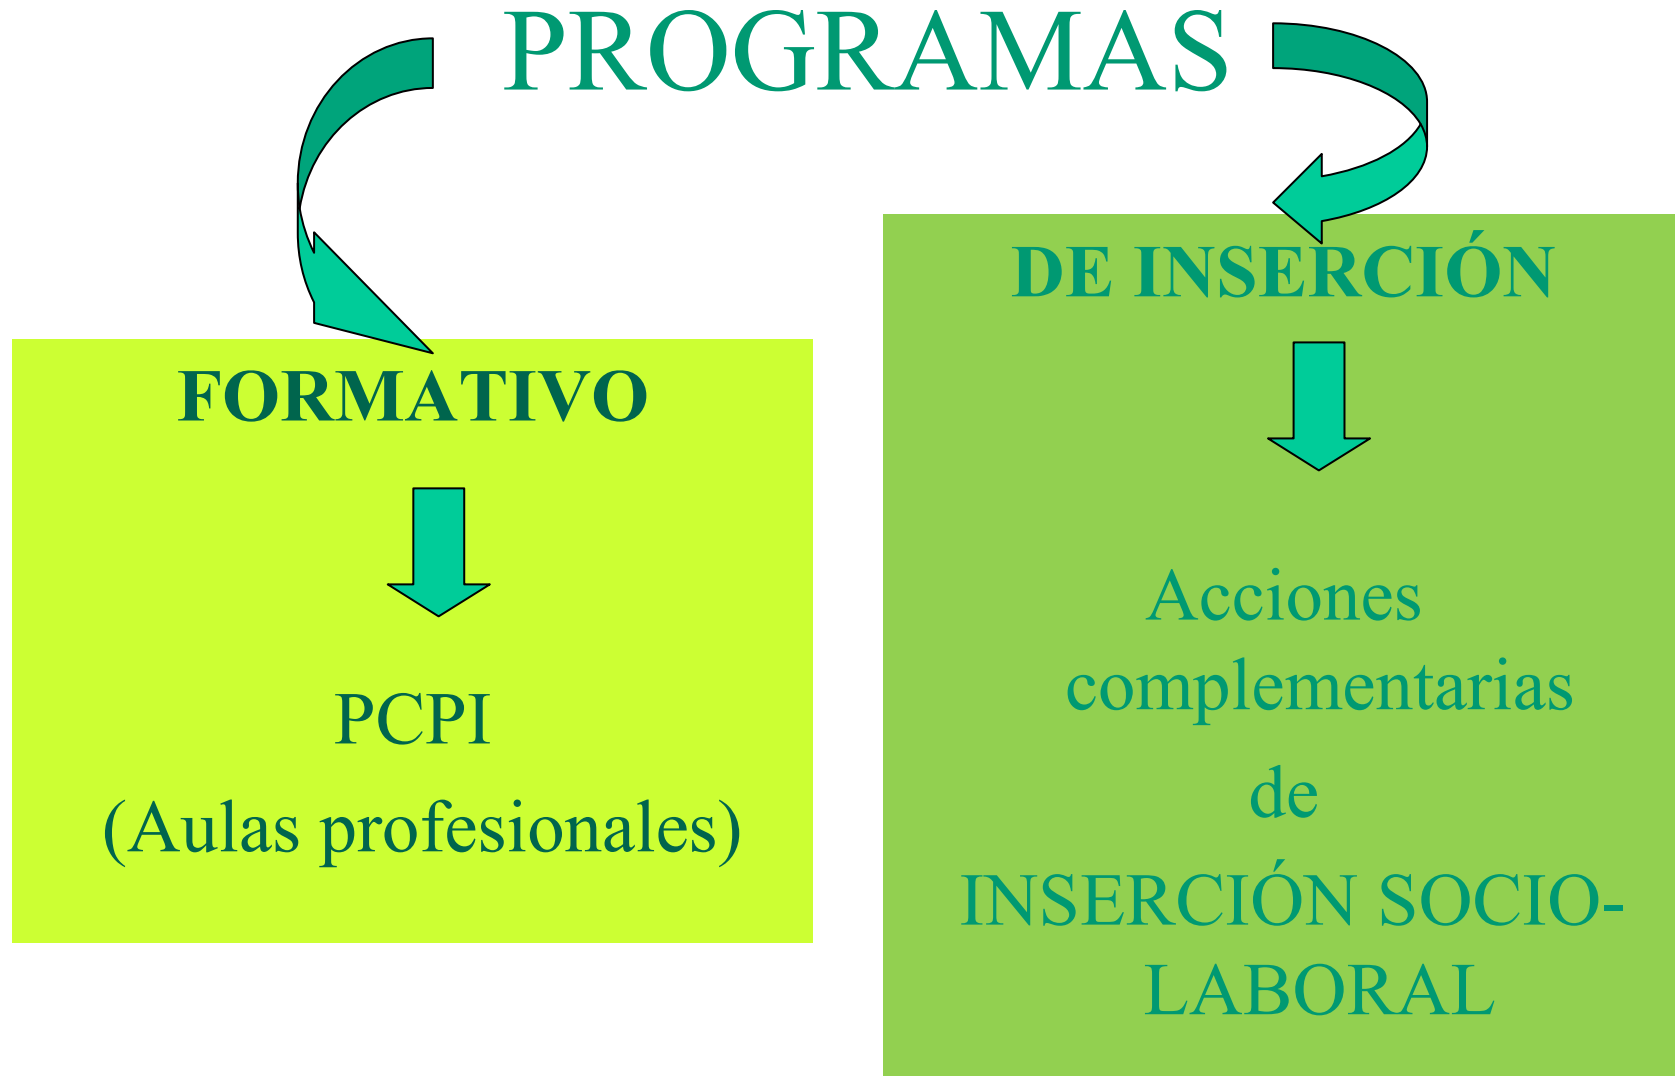 PROGRAMAS
FORMATIVO
PCPI
(Aulas profesionales)
DE INSERCIÓN
Acciones
complementarias
de
INSERCIÓN SOCIO-
LABORAL